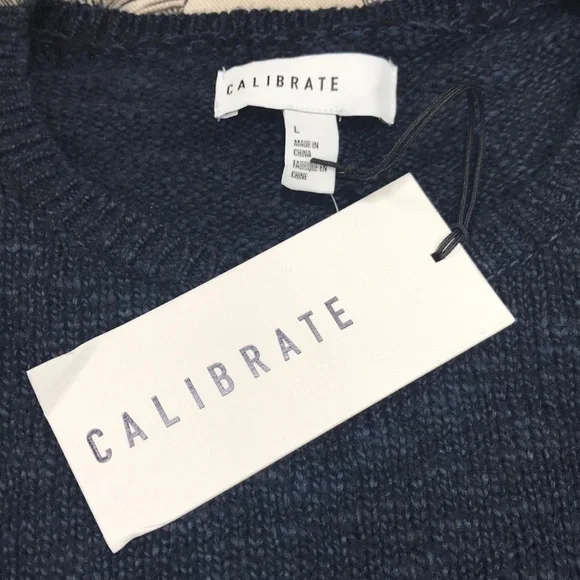 CALIBRATE
L
MADE IN
CHINA
FABRIQUE EN
CHINE
CALIBRATE